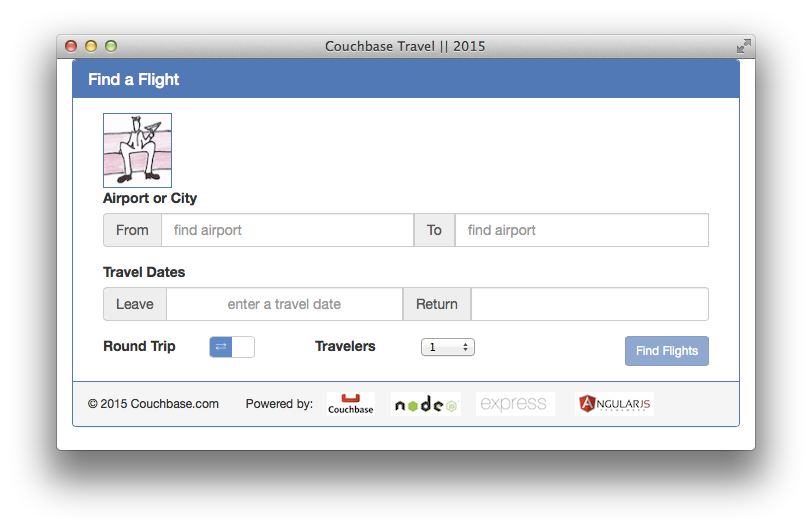 Couchbase Travel || 2015
Find a Flight
Airport or City
From find airport To find airport
Travel Dates
Leave enter a travel date Return
Round Trip Travelers 1 Find Flights
© 2015 Couchbase.com Powered by: Couchbase node js express ANGULARJS